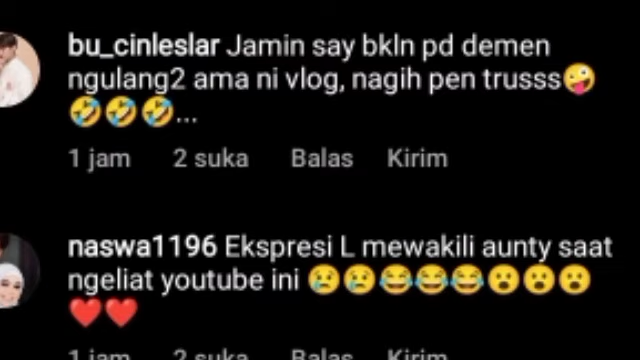 bu_cinleslar Jamin say bkln pd demen
ngulang2 ama ni vlog, nagih pen trusss🤪
🤣🤣🤣...
1 jam 2 suka Balas Kirim
naswa1196 Ekspresi L mewakili aunty saat
ngeliat youtube ini 😢😢😂😂😂😮😮😮
❤️❤️
1 jam 2 suka Balas Kirim